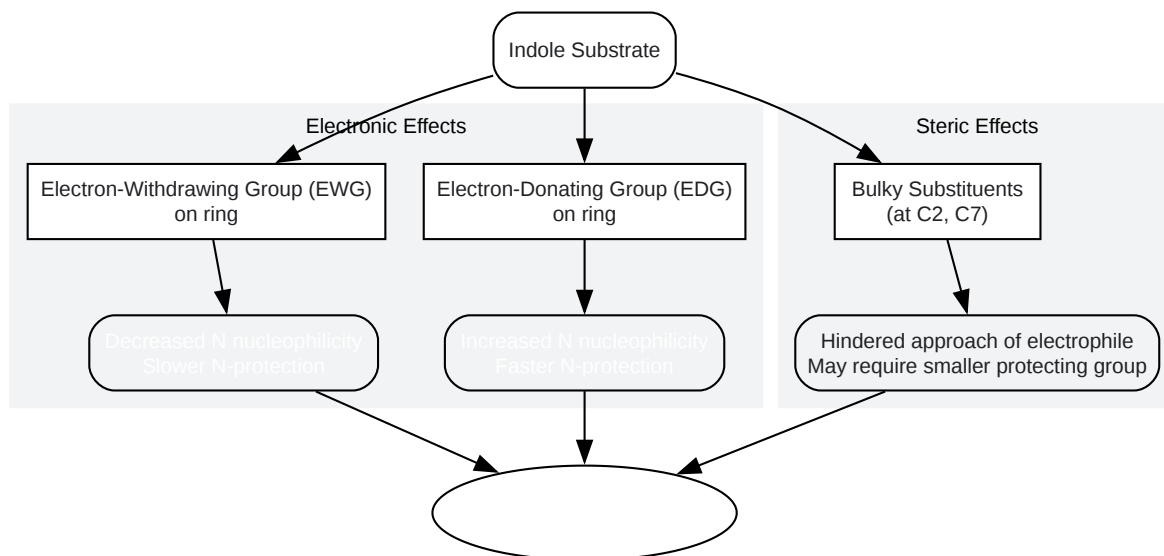 Indole Substrate
Electronic Effects
Steric Effects
Electron-Withdrawing Group (EWG)
on ring
Electron-Donating Group (EDG)
on ring
Bulky Substituents
(at C2, C7)
Decreased N nucleophilicity
Slower N-protection
Increased N nucleophilicity
Faster N-protection
Hindered approach of electrophile
May require smaller protecting group